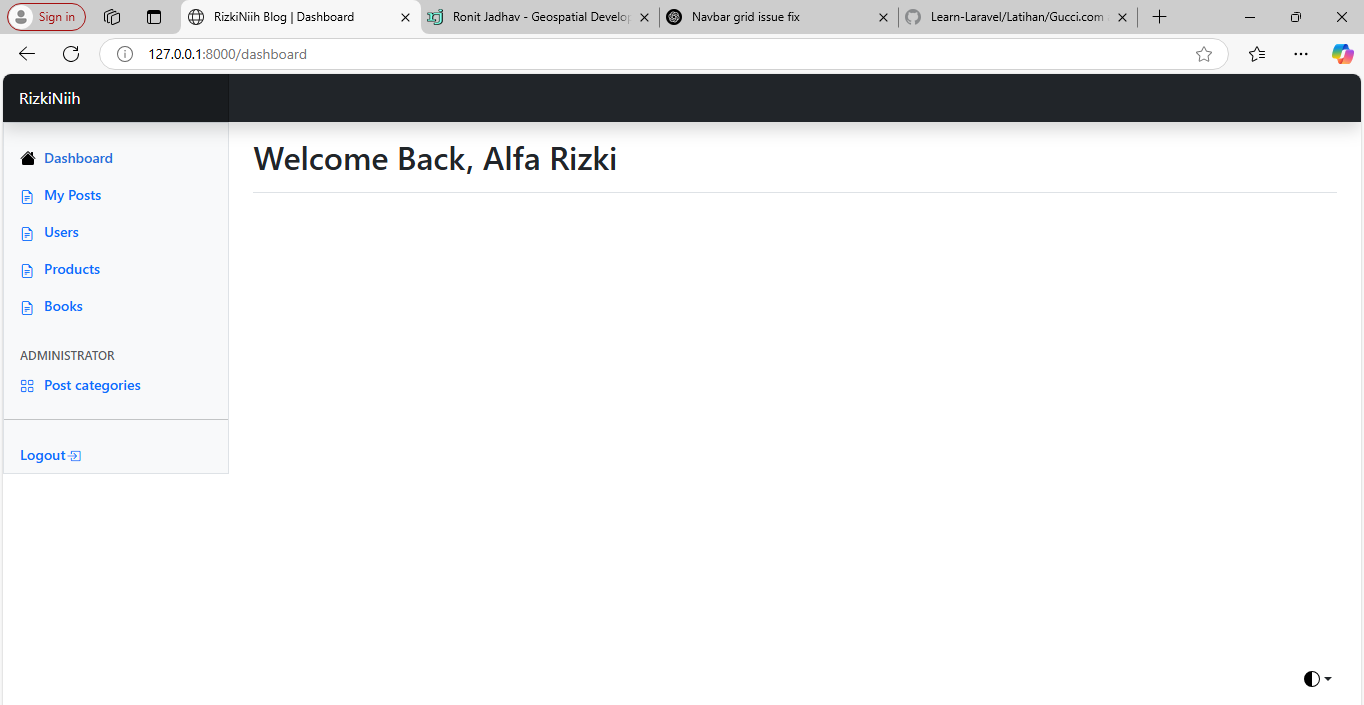 Sign in
RizkiNiih Blog | Dashboard
Ronit Jadhav - Geospatial Develop
Navbar grid issue fix
Learn-Laravel/Latihan/Gucci.com
127.0.0.1:8000/dashboard
RizkiNiih
Dashboard
My Posts
Users
Products
Books
ADMINISTRATOR
Post categories
Logout
Welcome Back, Alfa Rizki